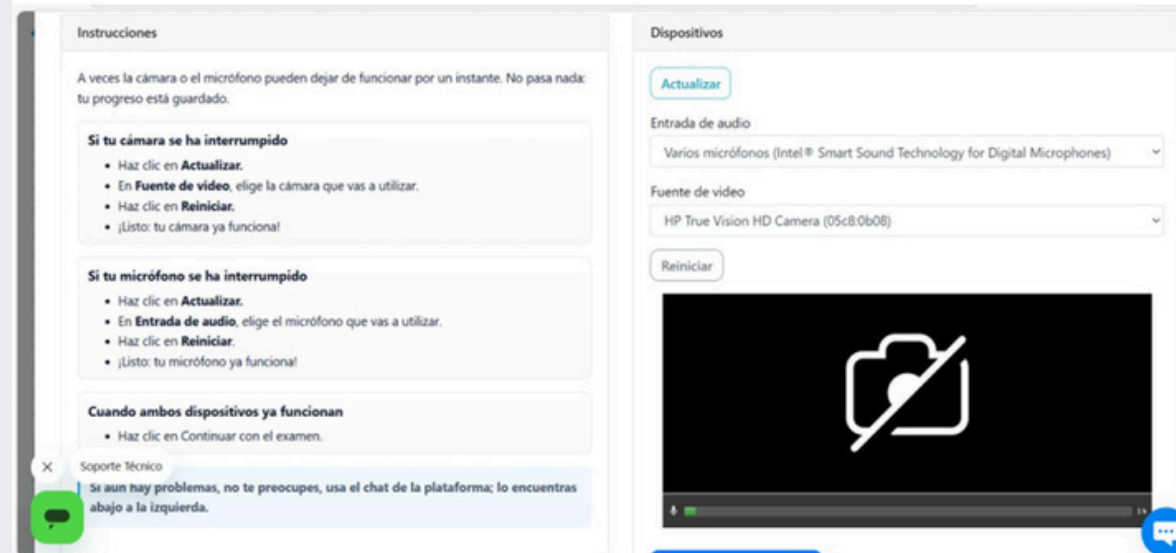 Instrucciones
A veces la cámara o el micrófono pueden dejar de funcionar por un instante. No pasa nada:
tu progreso está guardado.
Si tu cámara se ha interrumpido
• Haz clic en Actualizar.
• En Fuente de video, elige la cámara que vas a utilizar.
• Haz clic en Reiniciar.
• ¡Listo: tu cámara ya funciona!
Si tu micrófono se ha interrumpido
• Haz clic en Actualizar.
• En Entrada de audio, elige el micrófono que vas a utilizar.
• Haz clic en Reiniciar.
• ¡Listo: tu micrófono ya funciona!
Cuando ambos dispositivos ya funcionan
• Haz clic en Continuar con el examen.
Soporte Técnico
Si aún hay problemas, no te preocupes, usa el chat de la plataforma; lo encuentras
abajo a la izquierda.
Dispositivos
Actualizar
Entrada de audio
Varios micrófonos (Intel® Smart Sound Technology for Digital Microphones)
Fuente de video
HP True Vision HD Camera (05c8:0b08)
Reiniciar